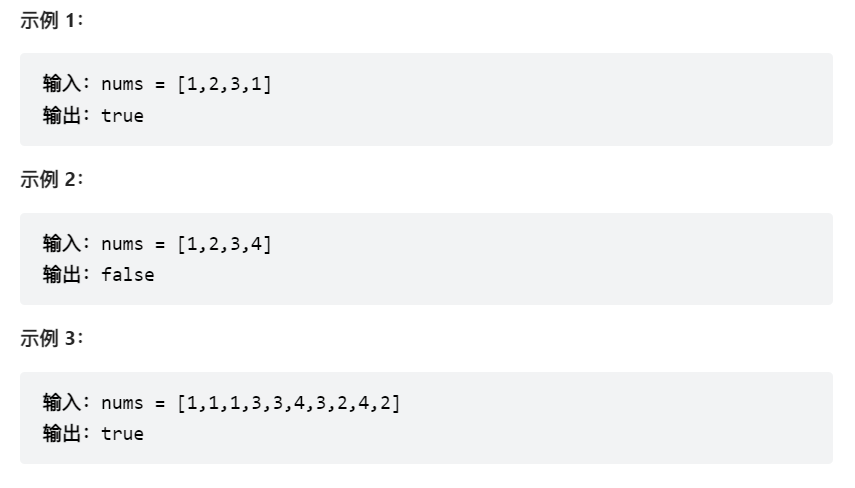 示例 1：
输入：nums = [1,2,3,1]
输出：true
示例 2：
输入：nums = [1,2,3,4]
输出：false
示例 3：
输入：nums = [1,1,1,3,3,4,3,2,4,2]
输出：true